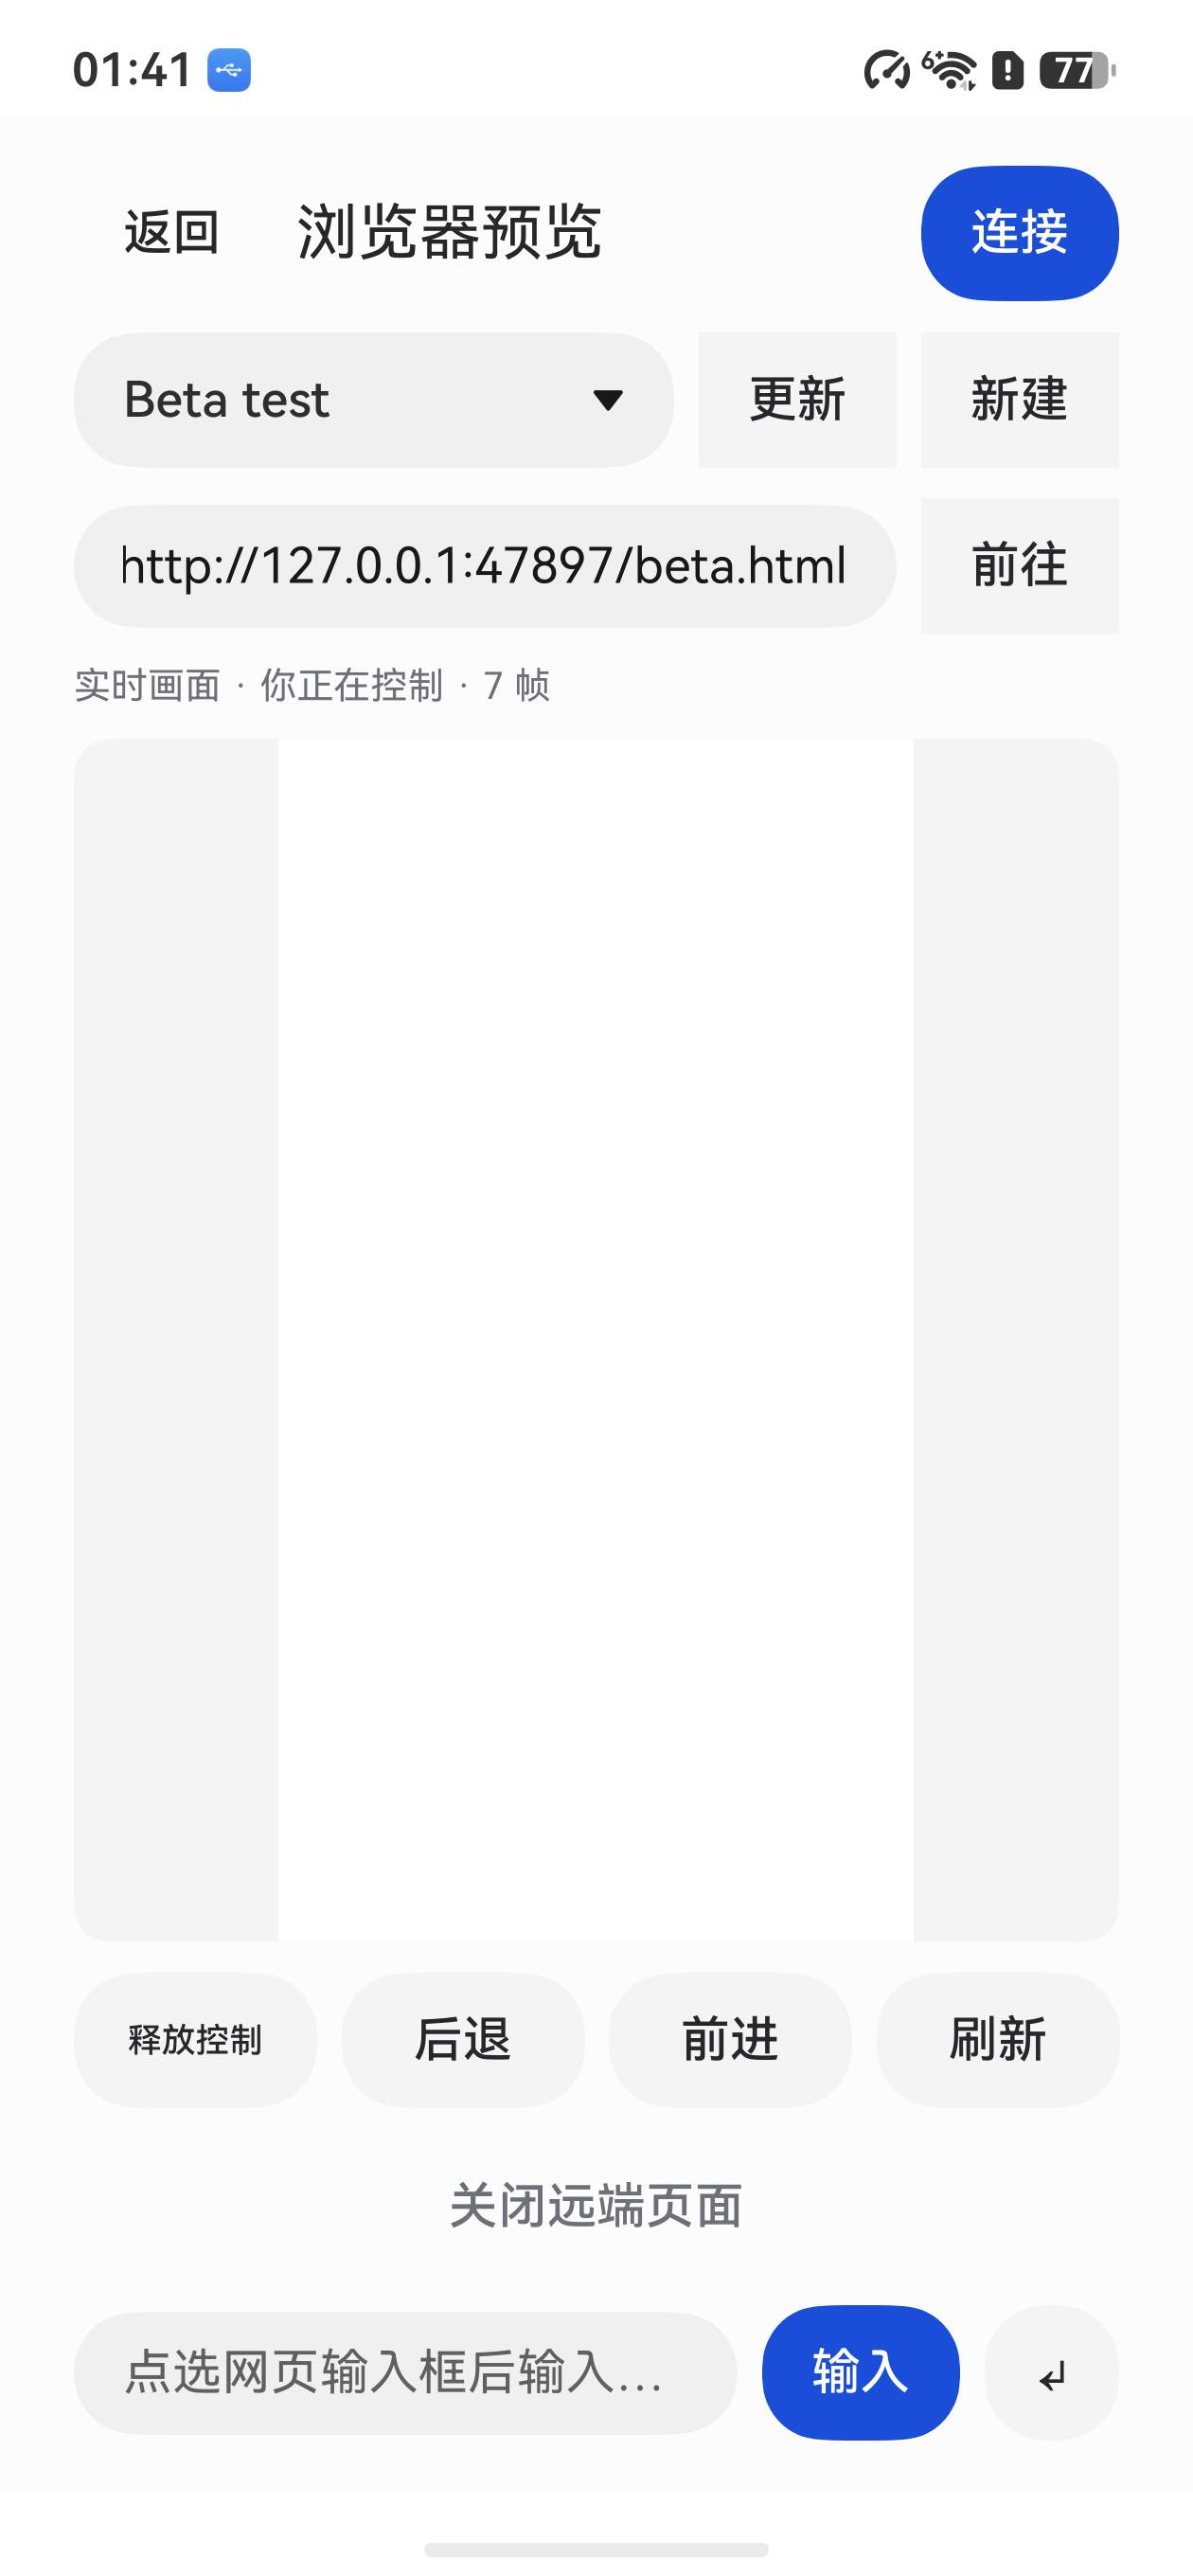 01:41
77
返回 浏览器预览 连接
Beta test 更新 新建
http://127.0.0.1:47897/beta.html 前往
实时画面 · 你正在控制 · 7 帧
释放控制 后退 前进 刷新
关闭远端页面
点选网页输入框后输入... 输入 ↲